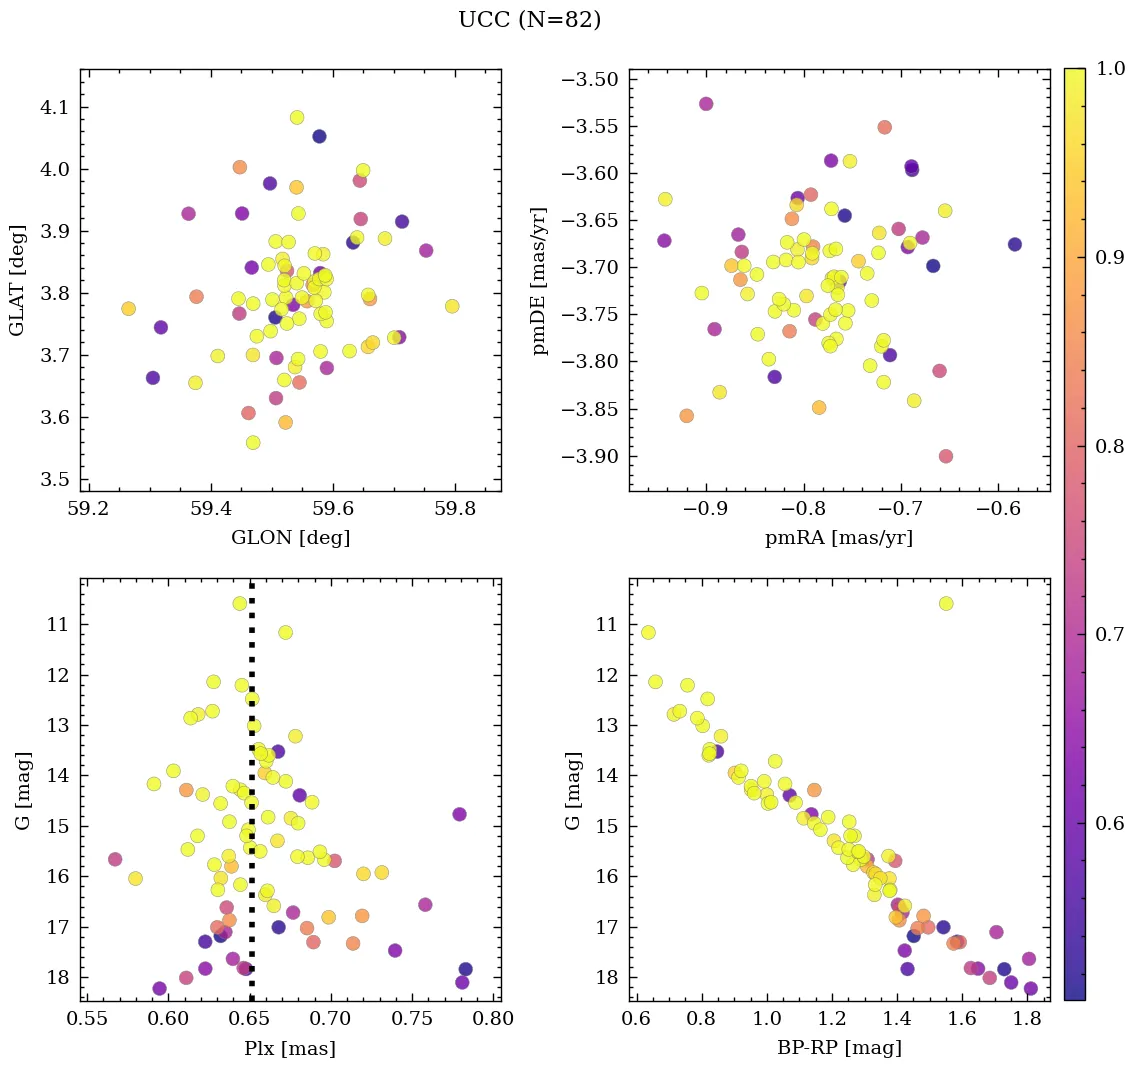 UCC (N=82)
4.1
4.0
3.9
3.8
3.7
3.6
3.5
GLAT [deg]
59.2 59.4 59.6 59.8
GLON [deg]
−3.50
−3.55
−3.60
−3.65
−3.70
−3.75
−3.80
−3.85
−3.90
pmDE [mas/yr]
−0.9 −0.8 −0.7 −0.6
pmRA [mas/yr]
11
12
13
14
15
16
17
18
G [mag]
0.55 0.60 0.65 0.70 0.75 0.80
Plx [mas]
11
12
13
14
15
16
17
18
G [mag]
0.6 0.8 1.0 1.2 1.4 1.6 1.8
BP-RP [mag]
1.0
0.9
0.8
0.7
0.6